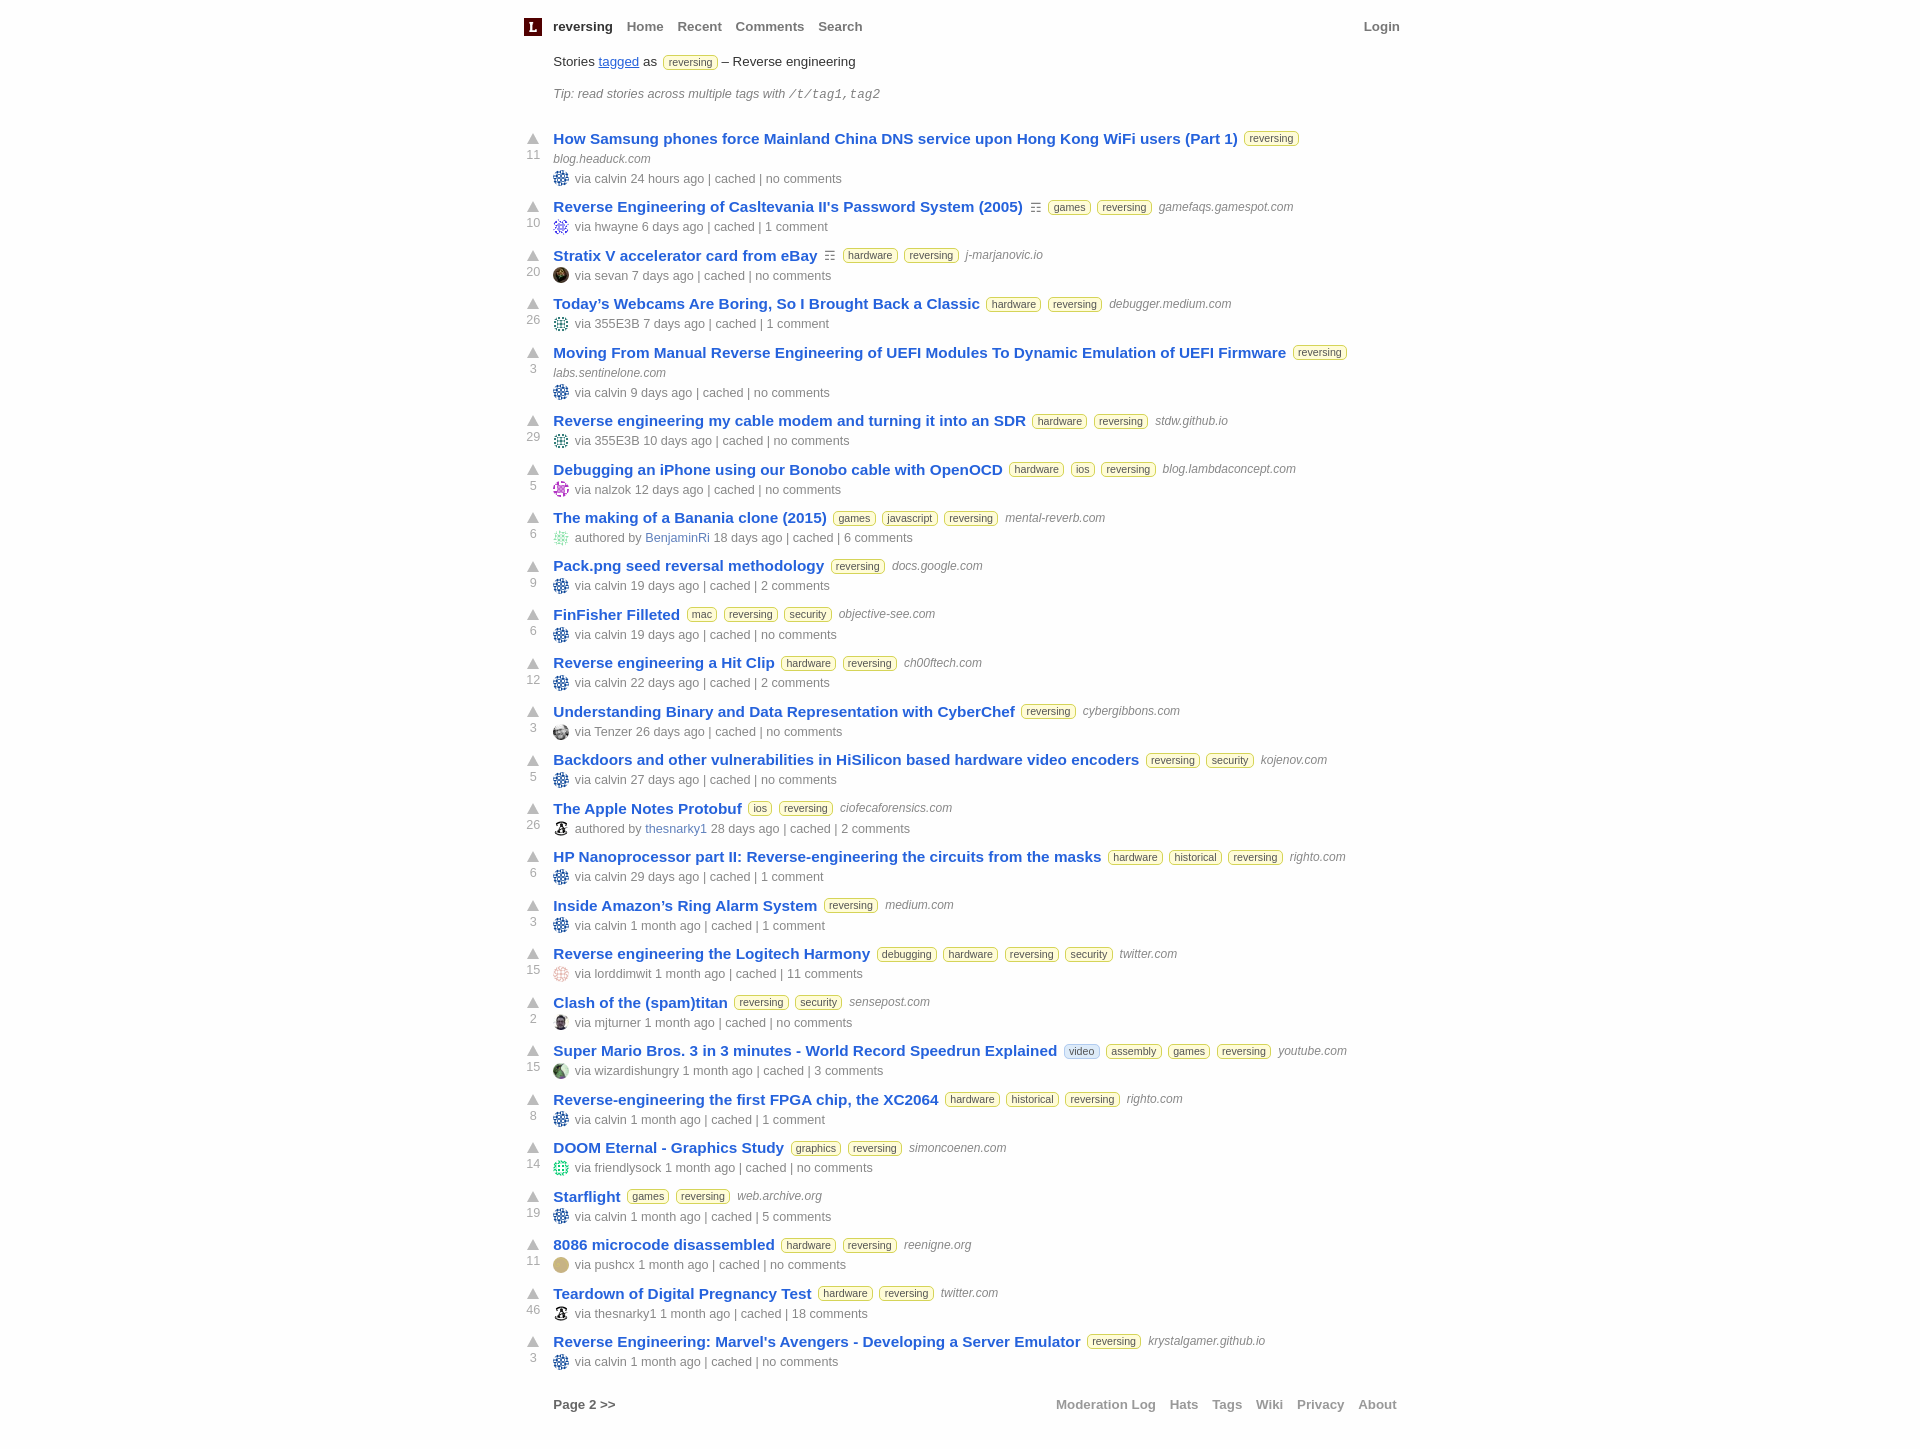 L reversing Home Recent Comments Search Login
Stories tagged as reversing – Reverse engineering
Tip: read stories across multiple tags with /t/tag1,tag2
How Samsung phones force Mainland China DNS service upon Hong Kong WiFi users (Part 1) reversing
11
blog.headuck.com
via calvin 24 hours ago | cached | no comments
Reverse Engineering of Casltevania II's Password System (2005) ☶ games reversing gamefaqs.gamespot.com
10
via hwayne 6 days ago | cached | 1 comment
Stratix V accelerator card from eBay ☶ hardware reversing j-marjanovic.io
20
via sevan 7 days ago | cached | no comments
Today’s Webcams Are Boring, So I Brought Back a Classic hardware reversing debugger.medium.com
26
via 355E3B 7 days ago | cached | 1 comment
Moving From Manual Reverse Engineering of UEFI Modules To Dynamic Emulation of UEFI Firmware reversing
3
labs.sentinelone.com
via calvin 9 days ago | cached | no comments
Reverse engineering my cable modem and turning it into an SDR hardware reversing stdw.github.io
29
via 355E3B 10 days ago | cached | no comments
Debugging an iPhone using our Bonobo cable with OpenOCD hardware ios reversing blog.lambdaconcept.com
5
via nalzok 12 days ago | cached | no comments
The making of a Banania clone (2015) games javascript reversing mental-reverb.com
6
authored by BenjaminRi 18 days ago | cached | 6 comments
Pack.png seed reversal methodology reversing docs.google.com
9
via calvin 19 days ago | cached | 2 comments
FinFisher Filleted mac reversing security objective-see.com
6
via calvin 19 days ago | cached | no comments
Reverse engineering a Hit Clip hardware reversing ch00ftech.com
12
via calvin 22 days ago | cached | 2 comments
Understanding Binary and Data Representation with CyberChef reversing cybergibbons.com
3
via Tenzer 26 days ago | cached | no comments
Backdoors and other vulnerabilities in HiSilicon based hardware video encoders reversing security kojenov.com
5
via calvin 27 days ago | cached | no comments
The Apple Notes Protobuf ios reversing ciofecaforensics.com
26
authored by thesnarky1 28 days ago | cached | 2 comments
HP Nanoprocessor part II: Reverse-engineering the circuits from the masks hardware historical reversing righto.com
6
via calvin 29 days ago | cached | 1 comment
Inside Amazon’s Ring Alarm System reversing medium.com
3
via calvin 1 month ago | cached | 1 comment
Reverse engineering the Logitech Harmony debugging hardware reversing security twitter.com
15
via lorddimwit 1 month ago | cached | 11 comments
Clash of the (spam)titan reversing security sensepost.com
2
via mjturner 1 month ago | cached | no comments
Super Mario Bros. 3 in 3 minutes - World Record Speedrun Explained video assembly games reversing youtube.com
15
via wizardishungry 1 month ago | cached | 3 comments
Reverse-engineering the first FPGA chip, the XC2064 hardware historical reversing righto.com
8
via calvin 1 month ago | cached | 1 comment
DOOM Eternal - Graphics Study graphics reversing simoncoenen.com
14
via friendlysock 1 month ago | cached | no comments
Starflight games reversing web.archive.org
19
via calvin 1 month ago | cached | 5 comments
8086 microcode disassembled hardware reversing reenigne.org
11
via pushcx 1 month ago | cached | no comments
Teardown of Digital Pregnancy Test hardware reversing twitter.com
46
via thesnarky1 1 month ago | cached | 18 comments
Reverse Engineering: Marvel's Avengers - Developing a Server Emulator reversing krystalgamer.github.io
3
via calvin 1 month ago | cached | no comments
Page 2 >> Moderation Log Hats Tags Wiki Privacy About